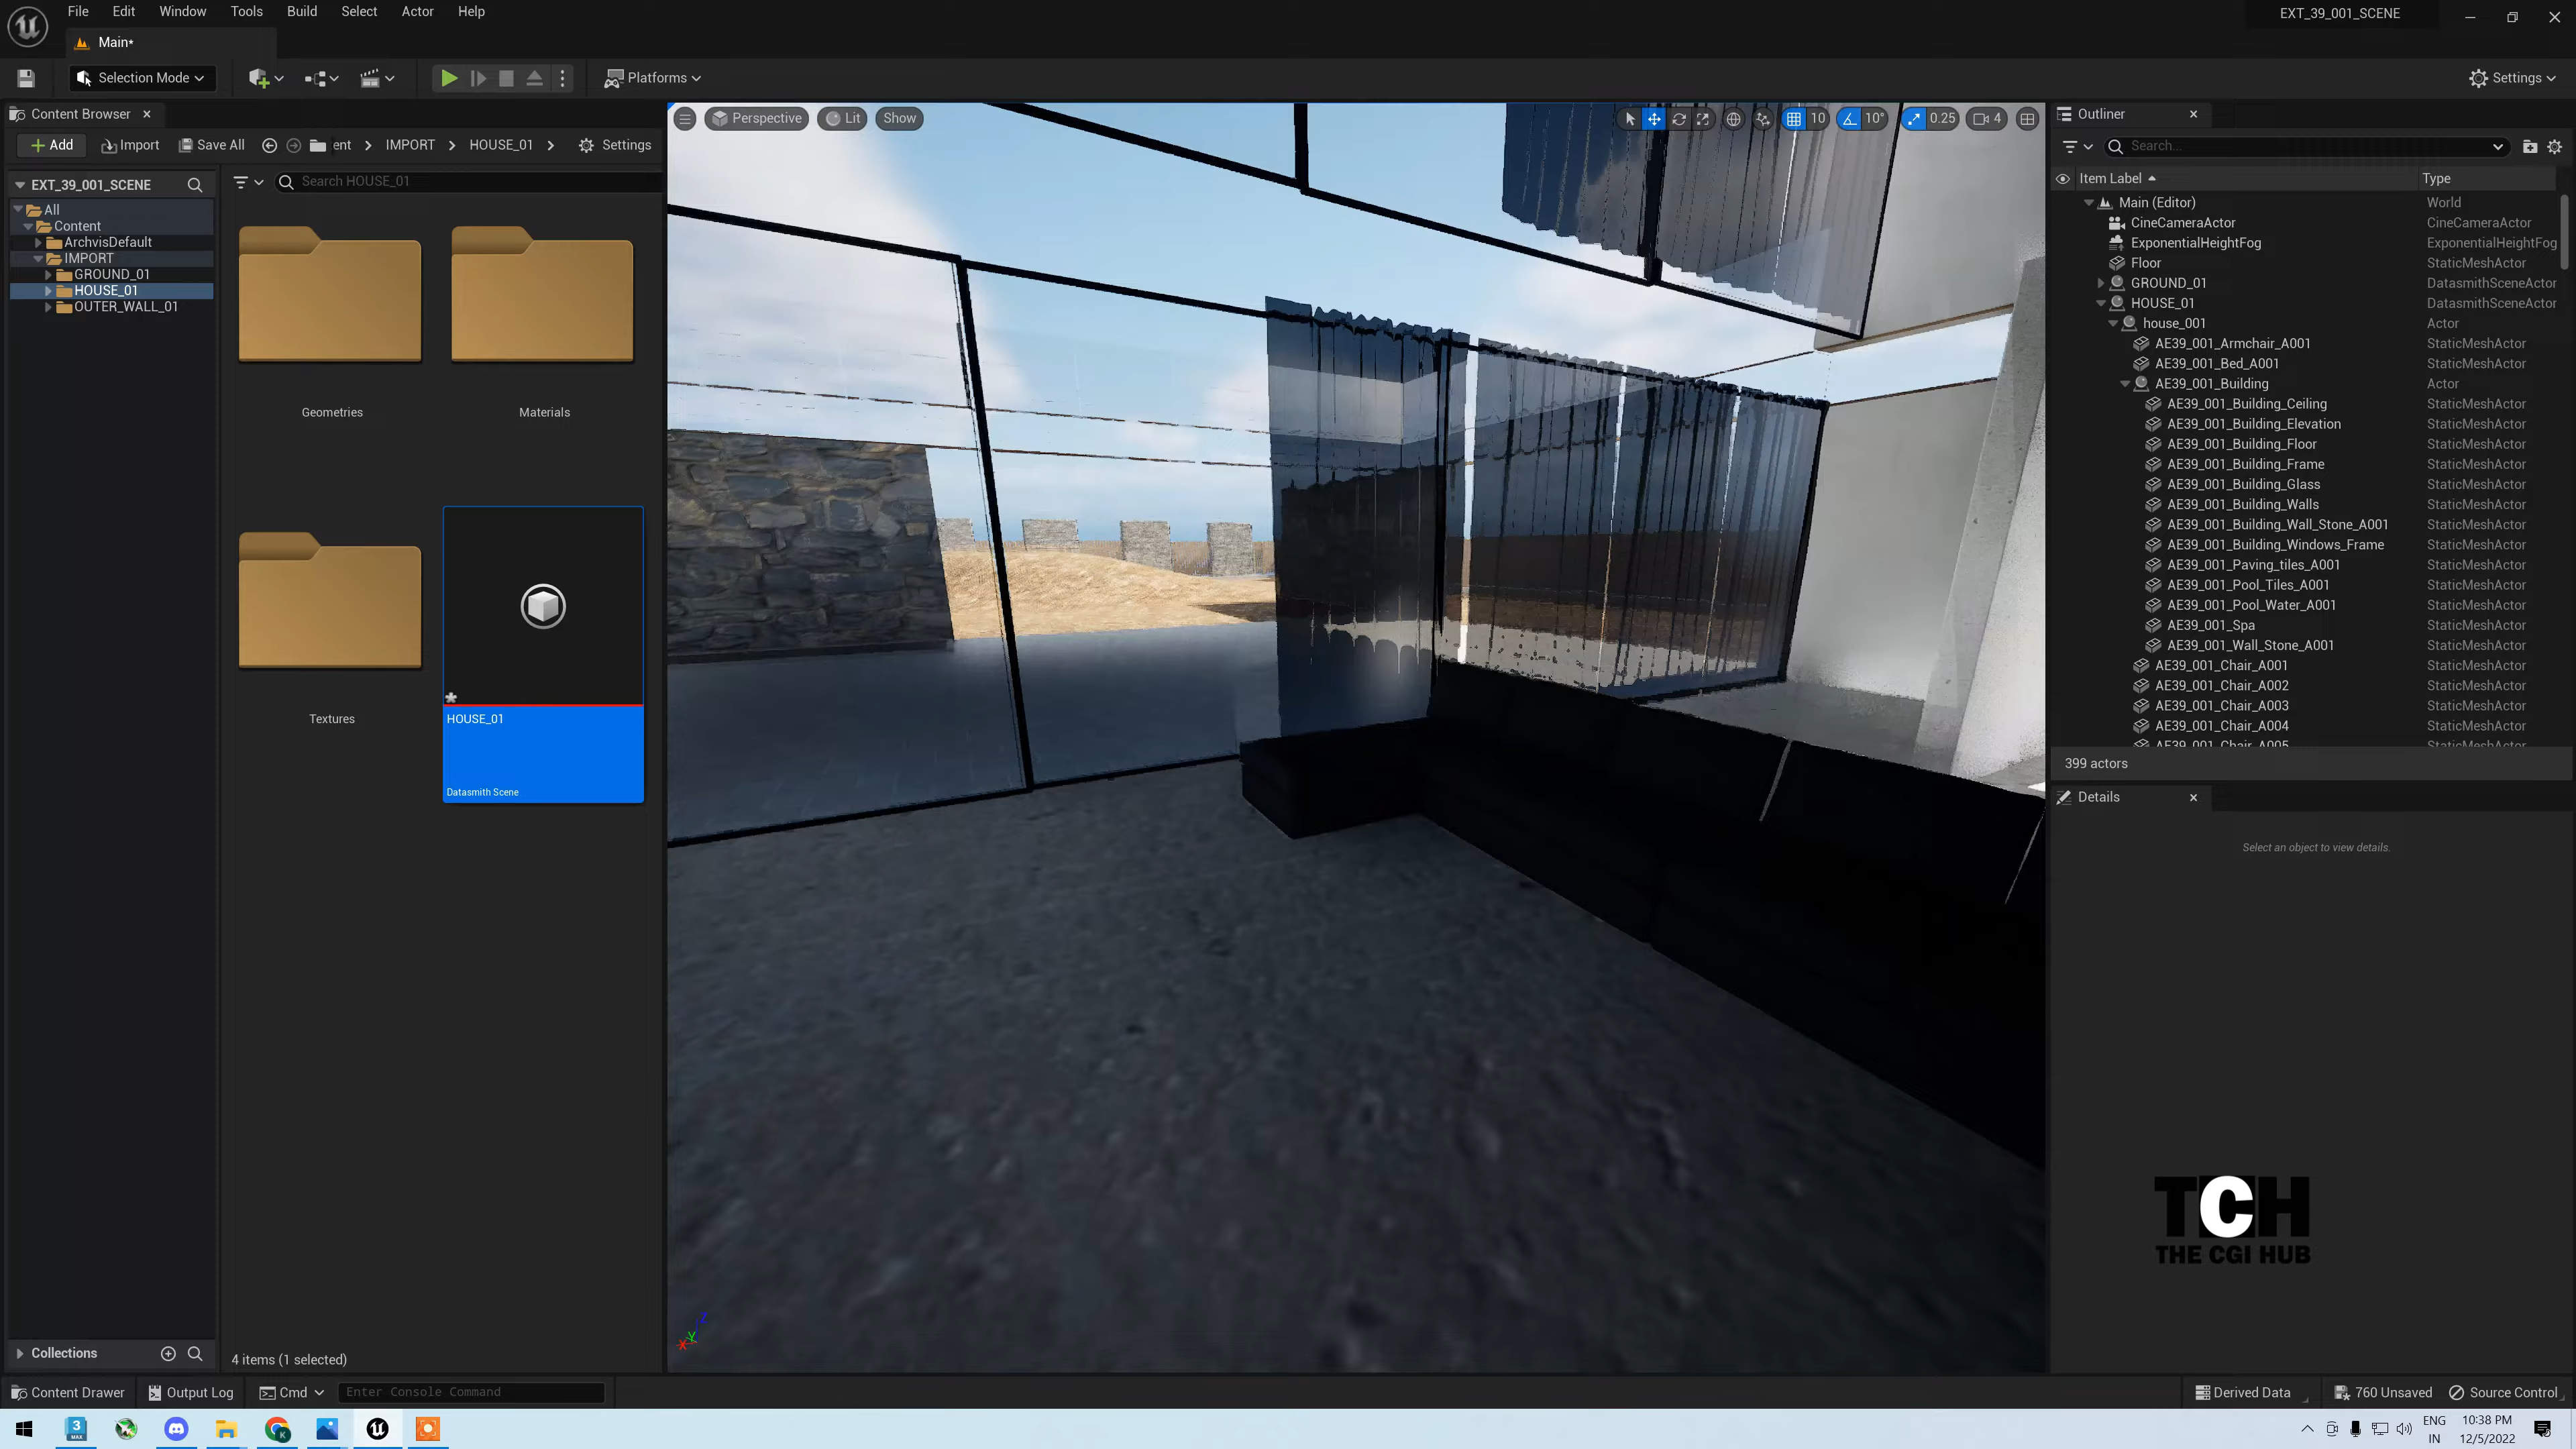 File Edit Window Tools Build Select Actor Help
EXT_39_001_SCENE
Main*
Selection Mode
Platforms
Settings
Content Browser
Add Import Save All ent IMPORT HOUSE_01 Settings
EXT_39_001_SCENE
Search HOUSE_01
All
Content
ArchvisDefault
IMPORT
GROUND_01
HOUSE_01
OUTER_WALL_01
Geometries
Materials
Textures
HOUSE_01
Datasmith Scene
Collections
4 items (1 selected)
Perspective Lit Show
10 10° 0.25 4
Outliner
Search...
Item Label Type
Main (Editor) World
CineCameraActor CineCameraActor
ExponentialHeightFog ExponentialHeightFog
Floor StaticMeshActor
GROUND_01 DatasmithSceneActor
HOUSE_01 DatasmithSceneActor
house_001 Actor
AE39_001_Armchair_A001 StaticMeshActor
AE39_001_Bed_A001 StaticMeshActor
AE39_001_Building Actor
AE39_001_Building_Ceiling StaticMeshActor
AE39_001_Building_Elevation StaticMeshActor
AE39_001_Building_Floor StaticMeshActor
AE39_001_Building_Frame StaticMeshActor
AE39_001_Building_Glass StaticMeshActor
AE39_001_Building_Walls StaticMeshActor
AE39_001_Building_Wall_Stone_A001 StaticMeshActor
AE39_001_Building_Windows_Frame StaticMeshActor
AE39_001_Paving_tiles_A001 StaticMeshActor
AE39_001_Pool_Tiles_A001 StaticMeshActor
AE39_001_Pool_Water_A001 StaticMeshActor
AE39_001_Spa StaticMeshActor
AE39_001_Wall_Stone_A001 StaticMeshActor
AE39_001_Chair_A001 StaticMeshActor
AE39_001_Chair_A002 StaticMeshActor
AE39_001_Chair_A003 StaticMeshActor
AE39_001_Chair_A004 StaticMeshActor
AE39_001_Chair_A005 StaticMeshActor
399 actors
Details
Select an object to view details.
TCH
THE CGI HUB
X Y Z
Content Drawer Output Log Cmd Enter Console Command
Derived Data 760 Unsaved Source Control
3
MAX
K
ENG
IN
10:38 PM
12/5/2022